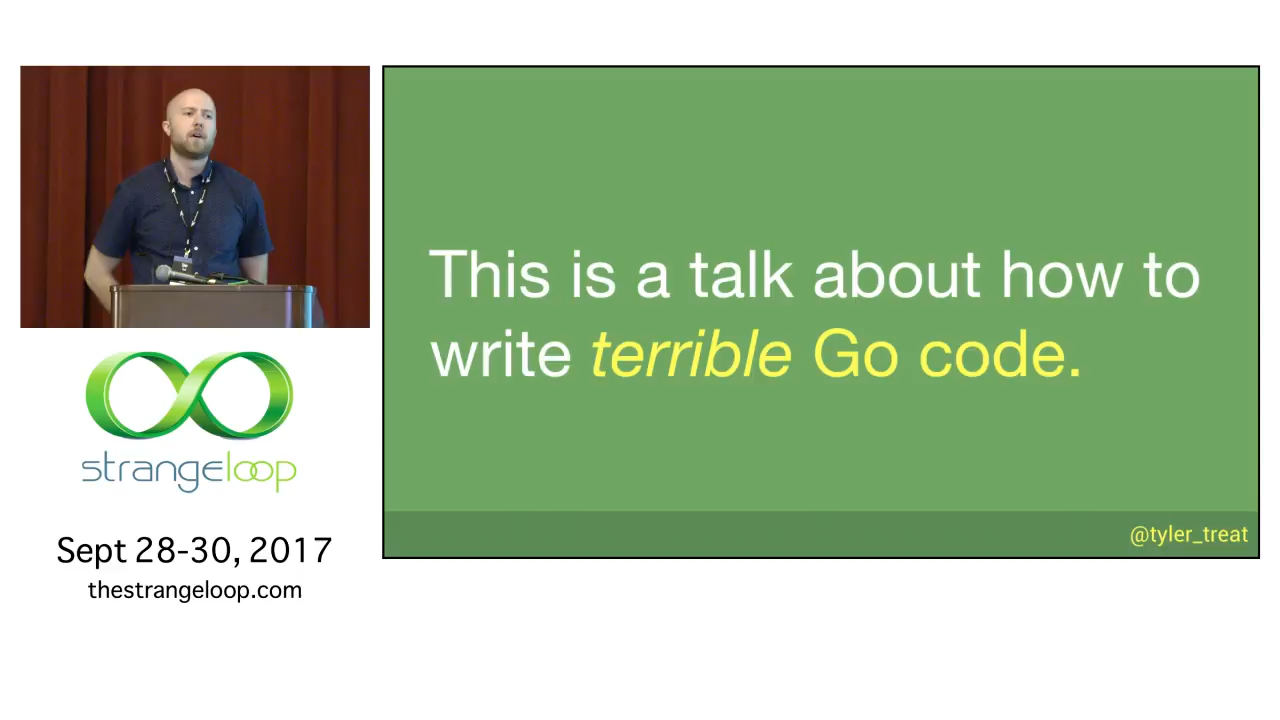 This is a talk about how to
write terrible Go code.
@tyler_treat
strangeloop
Sept 28-30, 2017
thestrangeloop.com